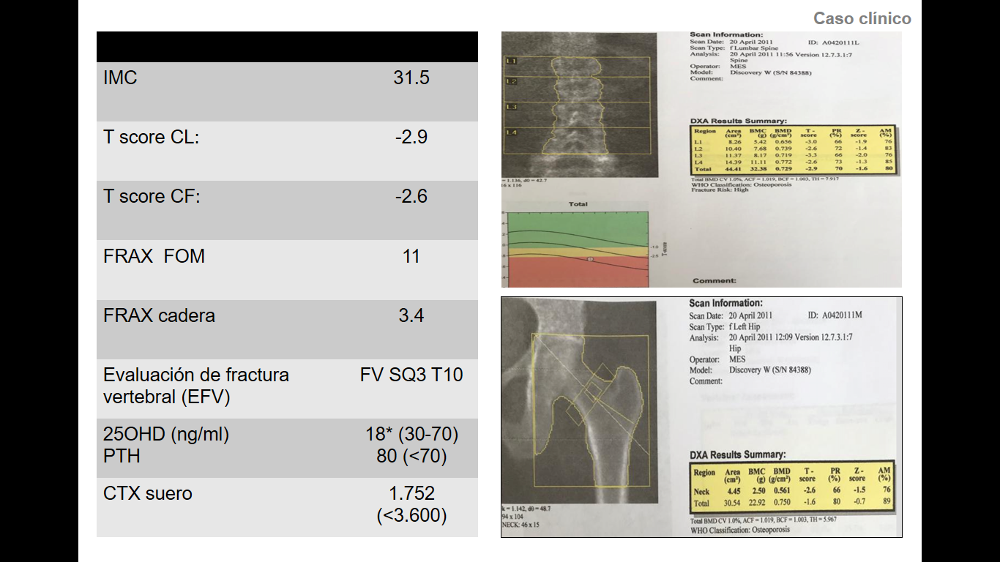 Caso clínico
IMC 31.5
T score CL: -2.9
T score CF: -2.6
FRAX FOM 11
FRAX cadera 3.4
Evaluación de fractura FV SQ3 T10
vertebral (EFV)
25OHD (ng/ml) 18* (30-70)
PTH 80 (<70)
CTX suero 1.752
(<3.600)
L1
L2
L3
L4
= 1.136, d0 = 42.7
16 x 116
Scan Information:
Scan Date: 20 April 2011 ID: A0420111L
Scan Type: f Lumbar Spine
Analysis: 20 April 2011 11:56 Version 12.7.3.1:7
Spine
Operator: MES
Model: Discovery W (S/N 84388)
Comment:
DXA Results Summary:
Region Area BMC BMD T - PR Z - AM
(cm²) (g) (g/cm²) score (%) score (%)
L1 8.26 5.42 0.656 -3.0 66 -1.9 76
L2 10.40 7.68 0.739 -2.6 72 -1.4 83
L3 11.37 8.17 0.719 -3.3 66 -2.0 76
L4 14.39 11.11 0.772 -2.6 73 -1.3 85
Total 44.41 32.38 0.729 -2.9 70 -1.6 80
Total BMD CV 1.0%, ACF = 1.019, BCF = 1.003, TH = 7.917
WHO Classification: Osteoporosis
Fracture Risk: High
Total
-1.0
-2.5
T-score
Comment:
Scan Information:
Scan Date: 20 April 2011 ID: A0420111M
Scan Type: f Left Hip
Analysis: 20 April 2011 12:09 Version 12.7.3.1:7
Hip
Operator: MES
Model: Discovery W (S/N 84388)
Comment:
k = 1.142, d0 = 48.7
94 x 104
NECK: 46 x 15
DXA Results Summary:
Region Area BMC BMD T - PR Z - AM
(cm²) (g) (g/cm²) score (%) score (%)
Neck 4.45 2.50 0.561 -2.6 66 -1.5 76
Total 30.54 22.92 0.750 -1.6 80 -0.7 89
Total BMD CV 1.0%, ACF = 1.019, BCF = 1.003, TH = 5.967
WHO Classification: Osteoporosis